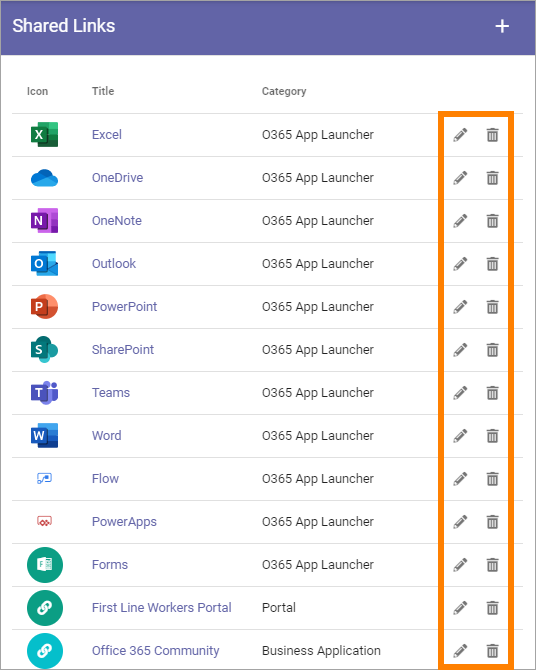 Shared Links +
Icon Title Category
X Excel O365 App Launcher
OneDrive O365 App Launcher
N OneNote O365 App Launcher
O Outlook O365 App Launcher
P PowerPoint O365 App Launcher
S SharePoint O365 App Launcher
T Teams O365 App Launcher
W Word O365 App Launcher
Flow O365 App Launcher
PowerApps O365 App Launcher
Forms O365 App Launcher
First Line Workers Portal Portal
Office 365 Community Business Application